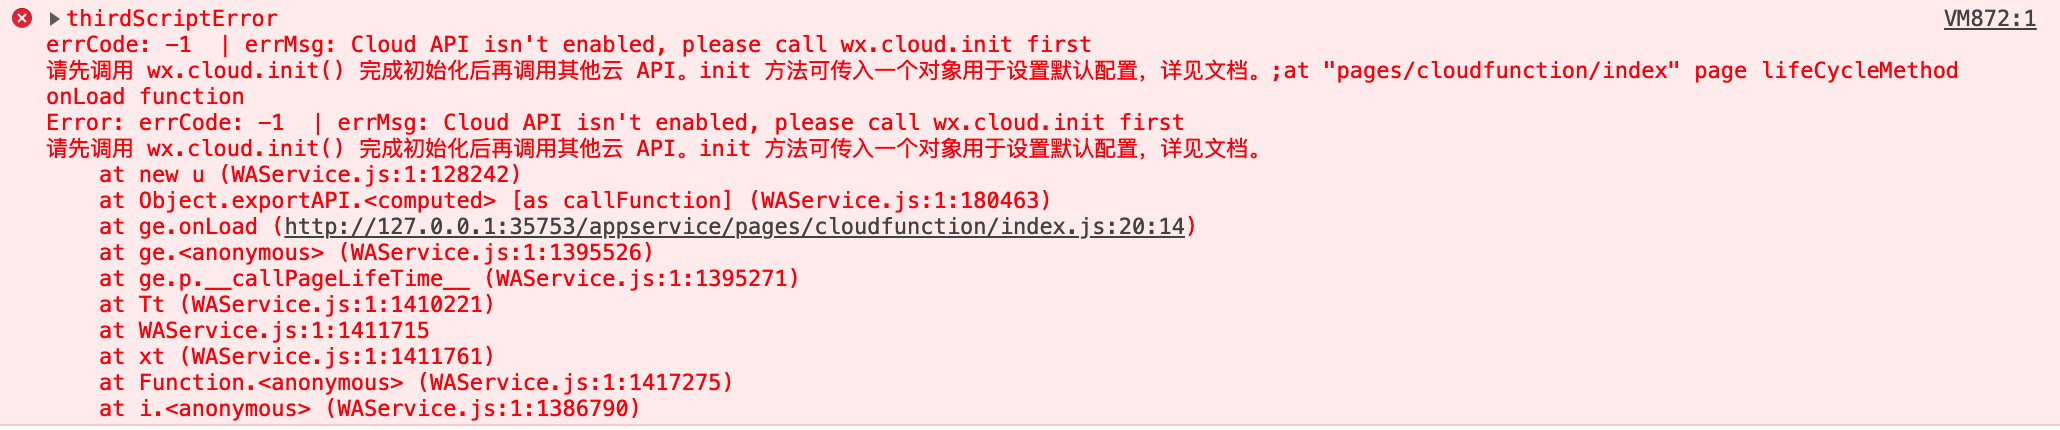 thirdScriptError VM872:1
errCode: -1  | errMsg: Cloud API isn't enabled, please call wx.cloud.init first
请先调用 wx.cloud.init() 完成初始化后再调用其他云 API。init 方法可传入一个对象用于设置默认配置，详见文档。;at "pages/cloudfunction/index" page lifeCycleMethod
onLoad function
Error: errCode: -1  | errMsg: Cloud API isn't enabled, please call wx.cloud.init first
请先调用 wx.cloud.init() 完成初始化后再调用其他云 API。init 方法可传入一个对象用于设置默认配置，详见文档。
    at new u (WAService.js:1:128242)
    at Object.exportAPI.<computed> [as callFunction] (WAService.js:1:180463)
    at ge.onLoad (http://127.0.0.1:35753/appservice/pages/cloudfunction/index.js:20:14)
    at ge.<anonymous> (WAService.js:1:1395526)
    at ge.p.__callPageLifeTime__ (WAService.js:1:1395271)
    at Tt (WAService.js:1:1410221)
    at WAService.js:1:1411715
    at xt (WAService.js:1:1411761)
    at Function.<anonymous> (WAService.js:1:1417275)
    at i.<anonymous> (WAService.js:1:1386790)